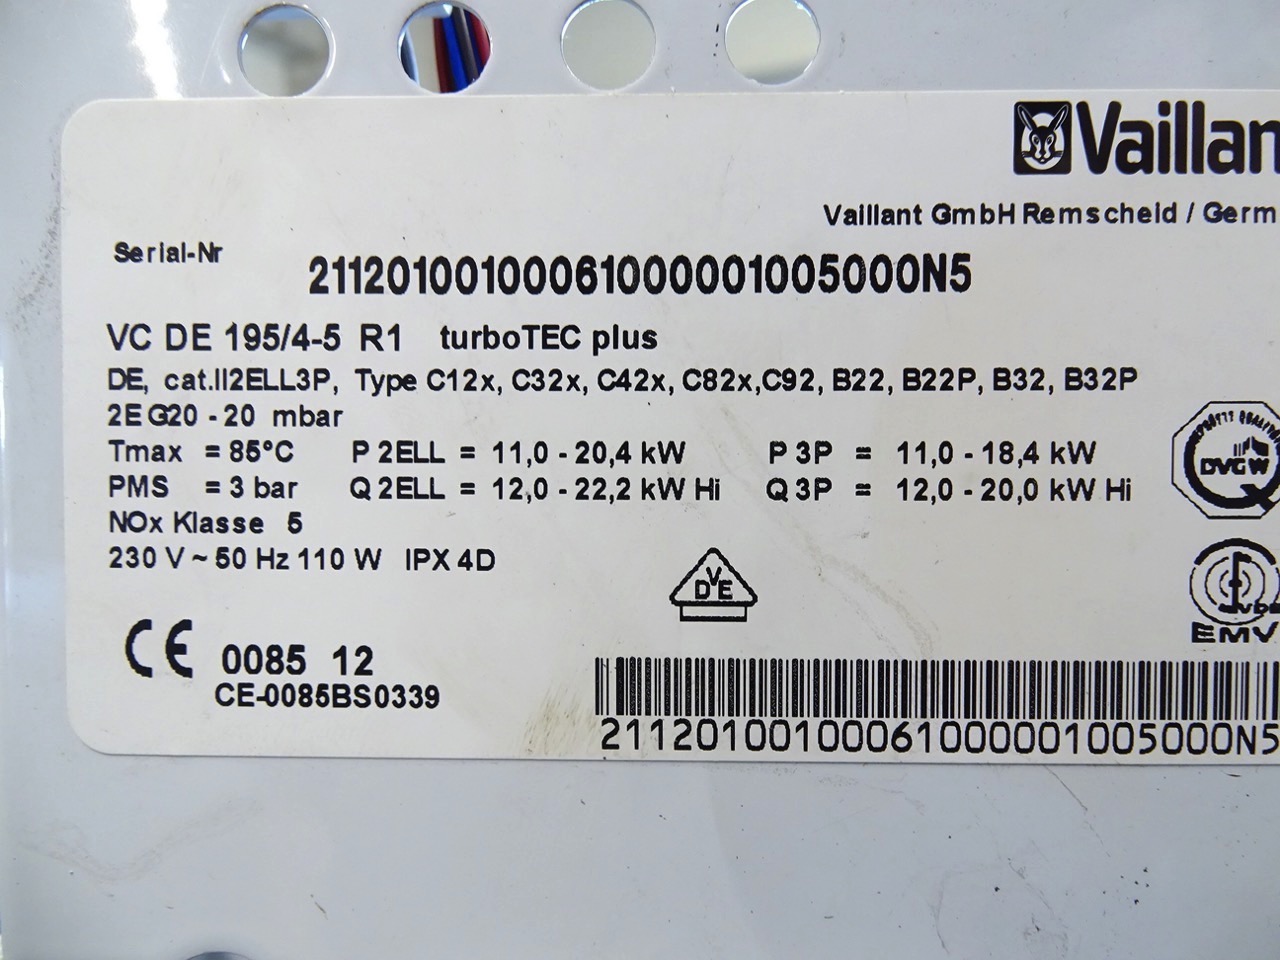 Vaillan
Vaillant GmbH Remscheid / Germ
Serial-Nr
21120100100061000001005000N5
VC DE 195/4-5 R1 turboTEC plus
DE, cat.II2ELL3P, Type C12x, C32x, C42x, C82x,C92, B22, B22P, B32, B32P
2E G20 - 20 mbar
Tmax = 85°C P 2ELL = 11,0 - 20,4 kW P 3P = 11,0 - 18,4 kW
PMS = 3 bar Q 2ELL = 12,0 - 22,2 kW Hi Q 3P = 12,0 - 20,0 kW Hi
NOx Klasse 5
230 V ~ 50 Hz 110 W IPX 4D
DVGW
VDE
VDE
EMV
CE 0085 12
CE-0085BS0339
21120100100061000001005000N5